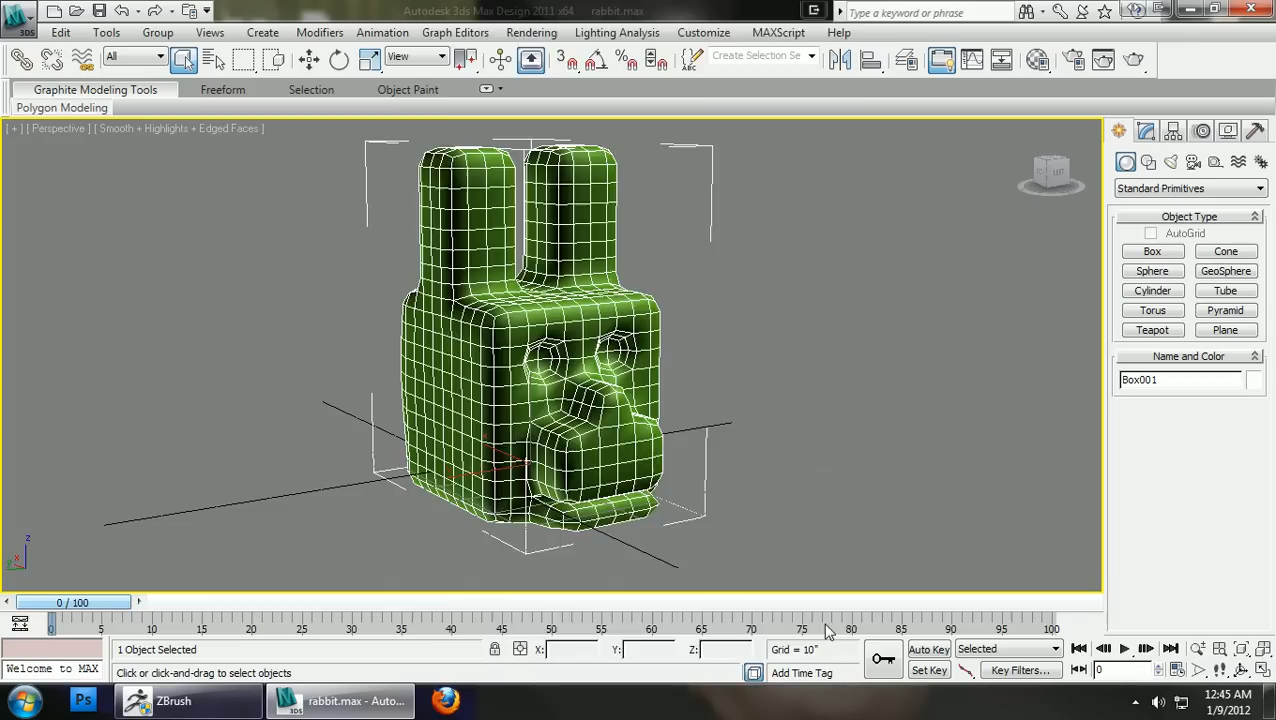 Autodesk 3ds Max Design 2011 x64 rabbit.max
Type a keyword or phrase
3DS
Edit Tools Group Views Create Modifiers Animation Graph Editors Rendering Lighting Analysis Customize MAXScript Help
All View Create Selection Se
Graphite Modeling Tools Freeform Selection Object Paint
Polygon Modeling
[ + ] [ Perspective ] [ Smooth + Highlights + Edged Faces ]
LEFT
Standard Primitives
Object Type
AutoGrid
Box Cone
Sphere GeoSphere
Cylinder Tube
Torus Pyramid
Teapot Plane
Name and Color
Box001
x
z
x
y
0 / 100
0 5 10 15 20 25 30 35 40 45 50 55 60 65 70 75 80 85 90 95 100
1 Object Selected X: Y: Z: Grid = 10" Auto Key Selected
Welcome to MAX Click or click-and-drag to select objects Add Time Tag Set Key Key Filters... 0
Ps ZBrush rabbit.max - Auto... 12:45 AM
1/9/2012